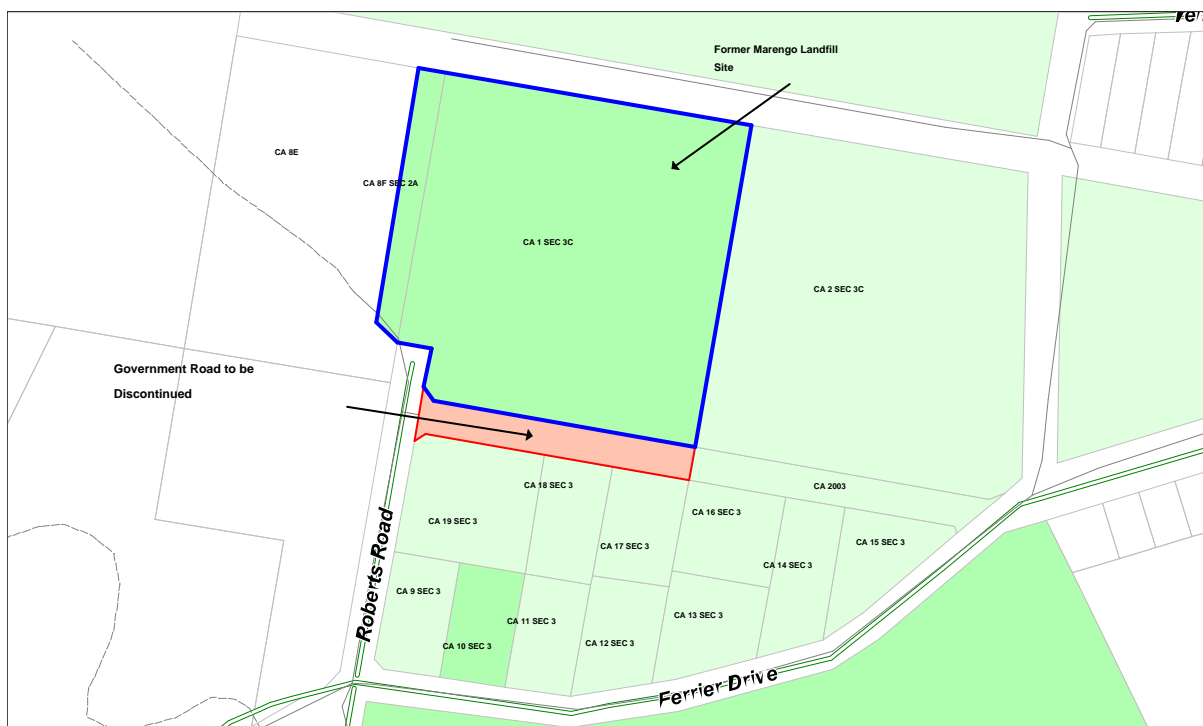 Ferr
Former Marengo Landfill
Site
CA 8E
CA 8F SEC 2A
CA 1 SEC 3C
CA 2 SEC 3C
Government Road to be
Discontinued
CA 18 SEC 3
CA 2003
CA 19 SEC 3
CA 16 SEC 3
CA 17 SEC 3
CA 15 SEC 3
CA 14 SEC 3
CA 9 SEC 3
CA 10 SEC 3
CA 11 SEC 3
CA 12 SEC 3
CA 13 SEC 3
Roberts Road
Ferrier Drive